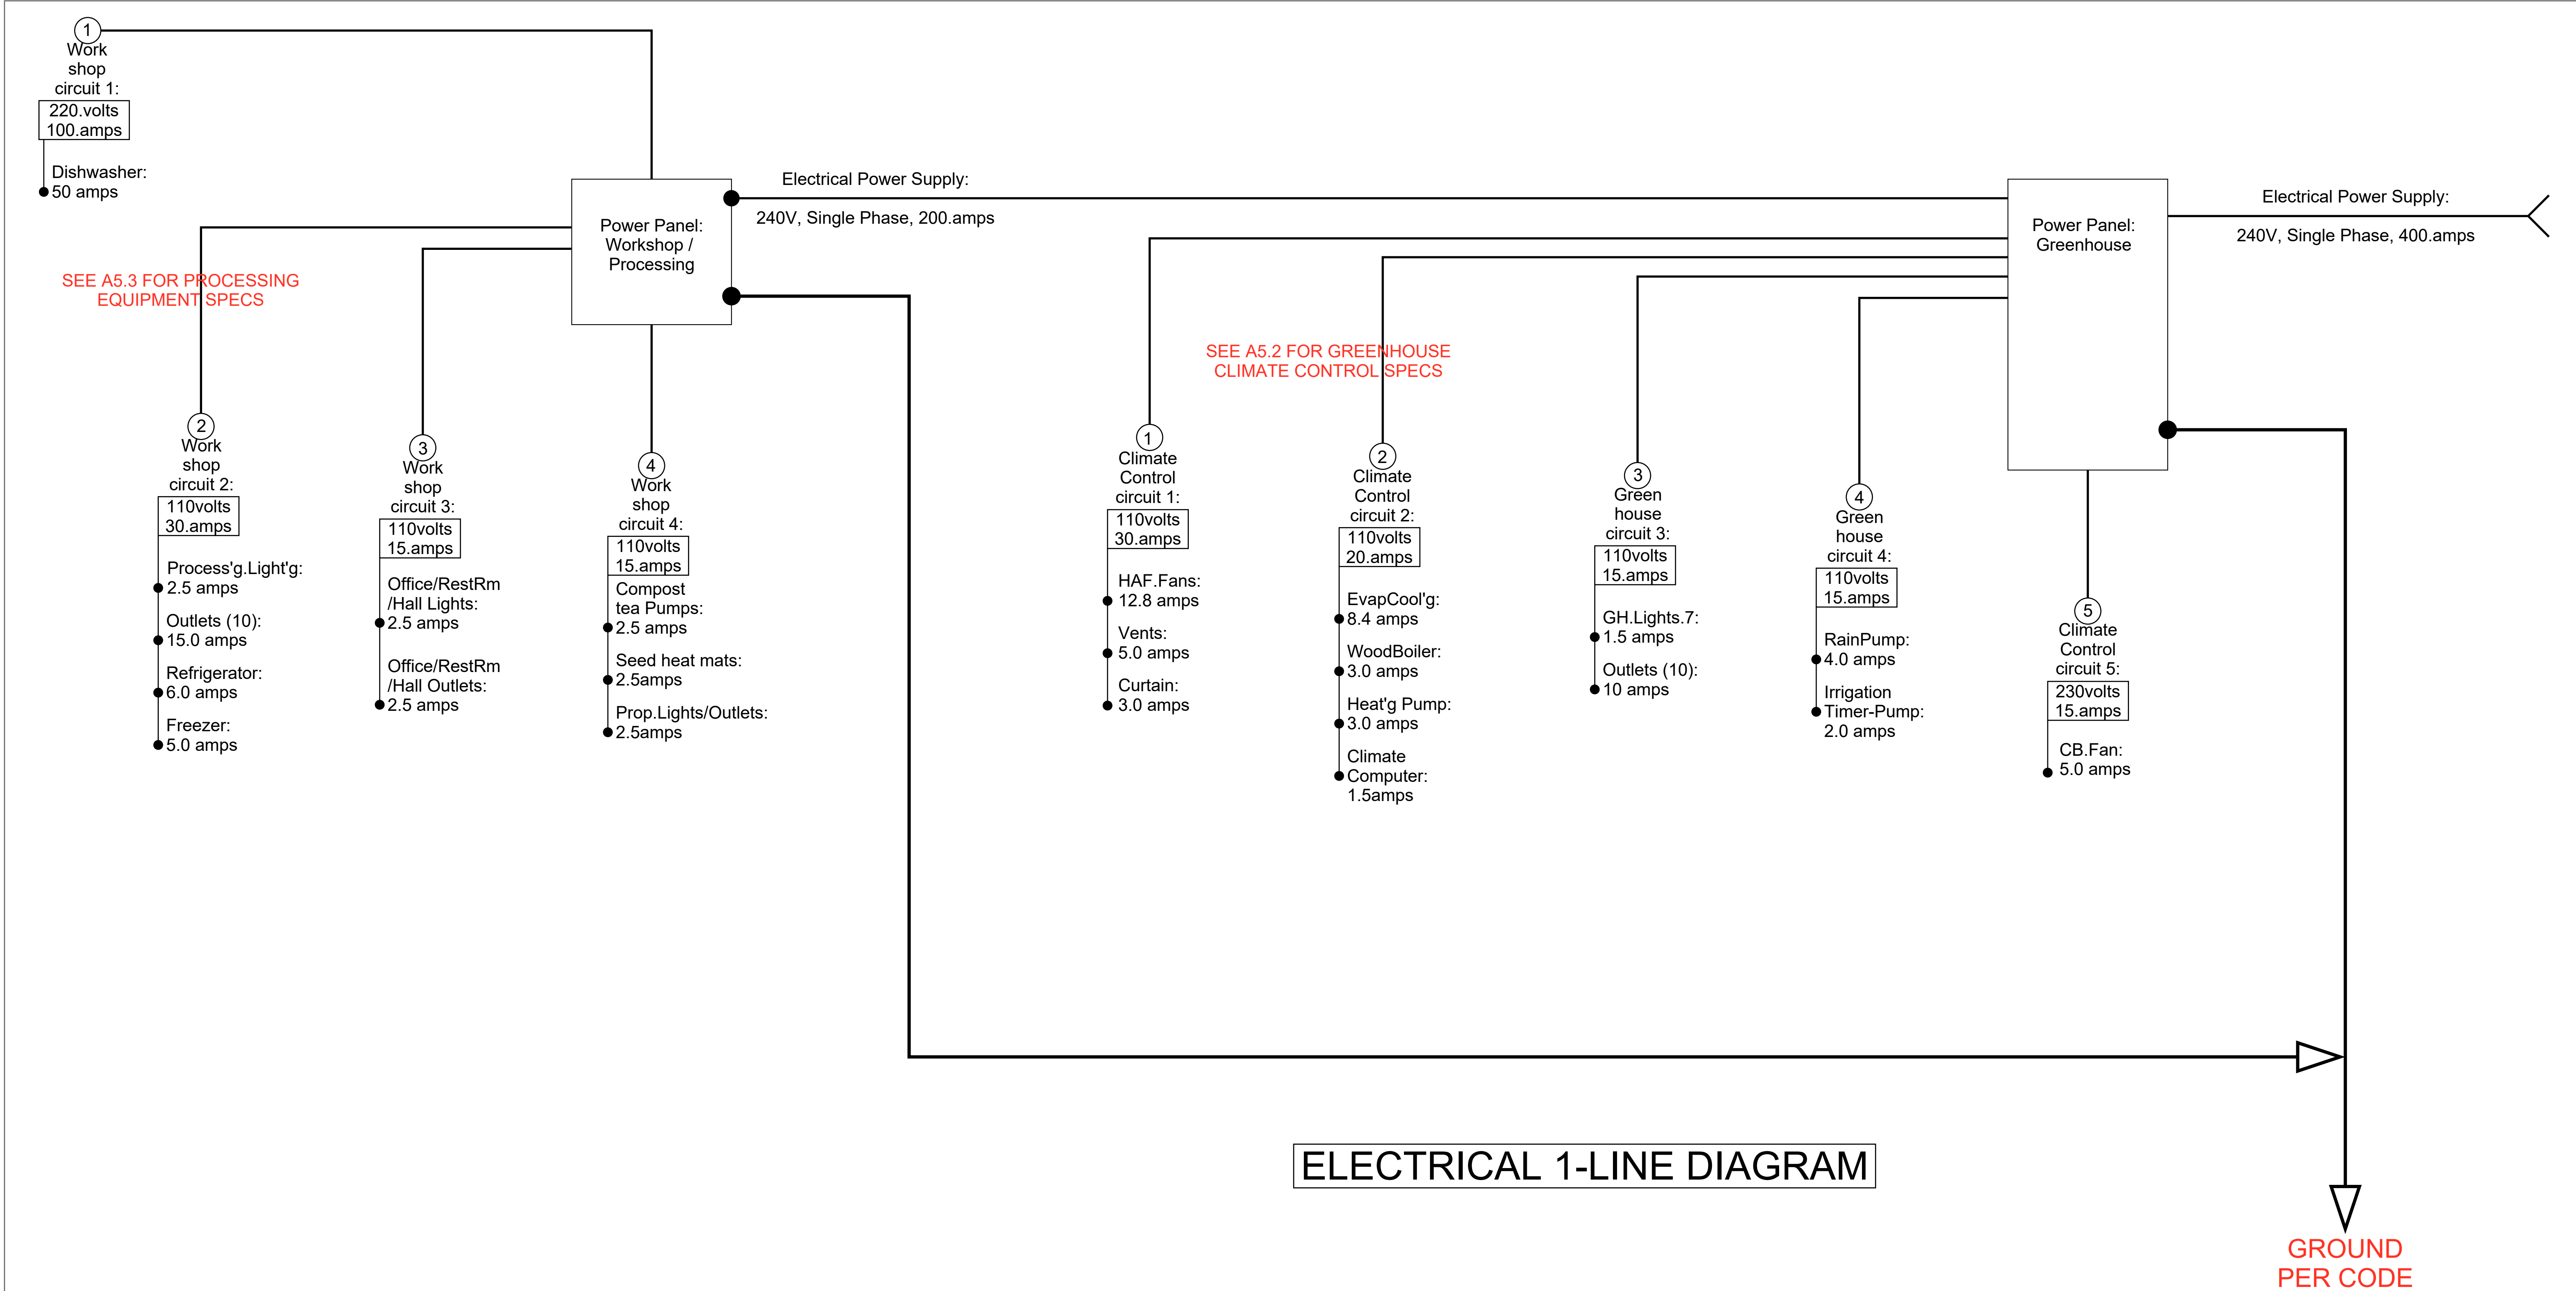 1
Work
shop
circuit 1:
220.volts
100.amps
Dishwasher:
50 amps
Power Panel:
Workshop /
Processing
Electrical Power Supply:
240V, Single Phase, 200.amps
Power Panel:
Greenhouse
Electrical Power Supply:
240V, Single Phase, 400.amps
SEE A5.3 FOR PROCESSING
EQUIPMENT SPECS
2
Work
shop
circuit 2:
110volts
30.amps
Process'g.Light'g:
2.5 amps
Outlets (10):
15.0 amps
Refrigerator:
6.0 amps
Freezer:
5.0 amps
3
Work
shop
circuit 3:
110volts
15.amps
Office/RestRm
/Hall Lights:
2.5 amps
Office/RestRm
/Hall Outlets:
2.5 amps
4
Work
shop
circuit 4:
110volts
15.amps
Compost
tea Pumps:
2.5 amps
Seed heat mats:
2.5amps
Prop.Lights/Outlets:
2.5amps
SEE A5.2 FOR GREENHOUSE
CLIMATE CONTROL SPECS
1
Climate
Control
circuit 1:
110volts
30.amps
HAF.Fans:
12.8 amps
Vents:
5.0 amps
Curtain:
3.0 amps
2
Climate
Control
circuit 2:
110volts
20.amps
EvapCool'g:
8.4 amps
WoodBoiler:
3.0 amps
Heat'g Pump:
3.0 amps
Climate
Computer:
1.5amps
3
Green
house
circuit 3:
110volts
15.amps
GH.Lights.7:
1.5 amps
Outlets (10):
10 amps
4
Green
house
circuit 4:
110volts
15.amps
RainPump:
4.0 amps
Irrigation
Timer-Pump:
2.0 amps
5
Climate
Control
circuit 5:
230volts
15.amps
CB.Fan:
5.0 amps
ELECTRICAL 1-LINE DIAGRAM
GROUND
PER CODE